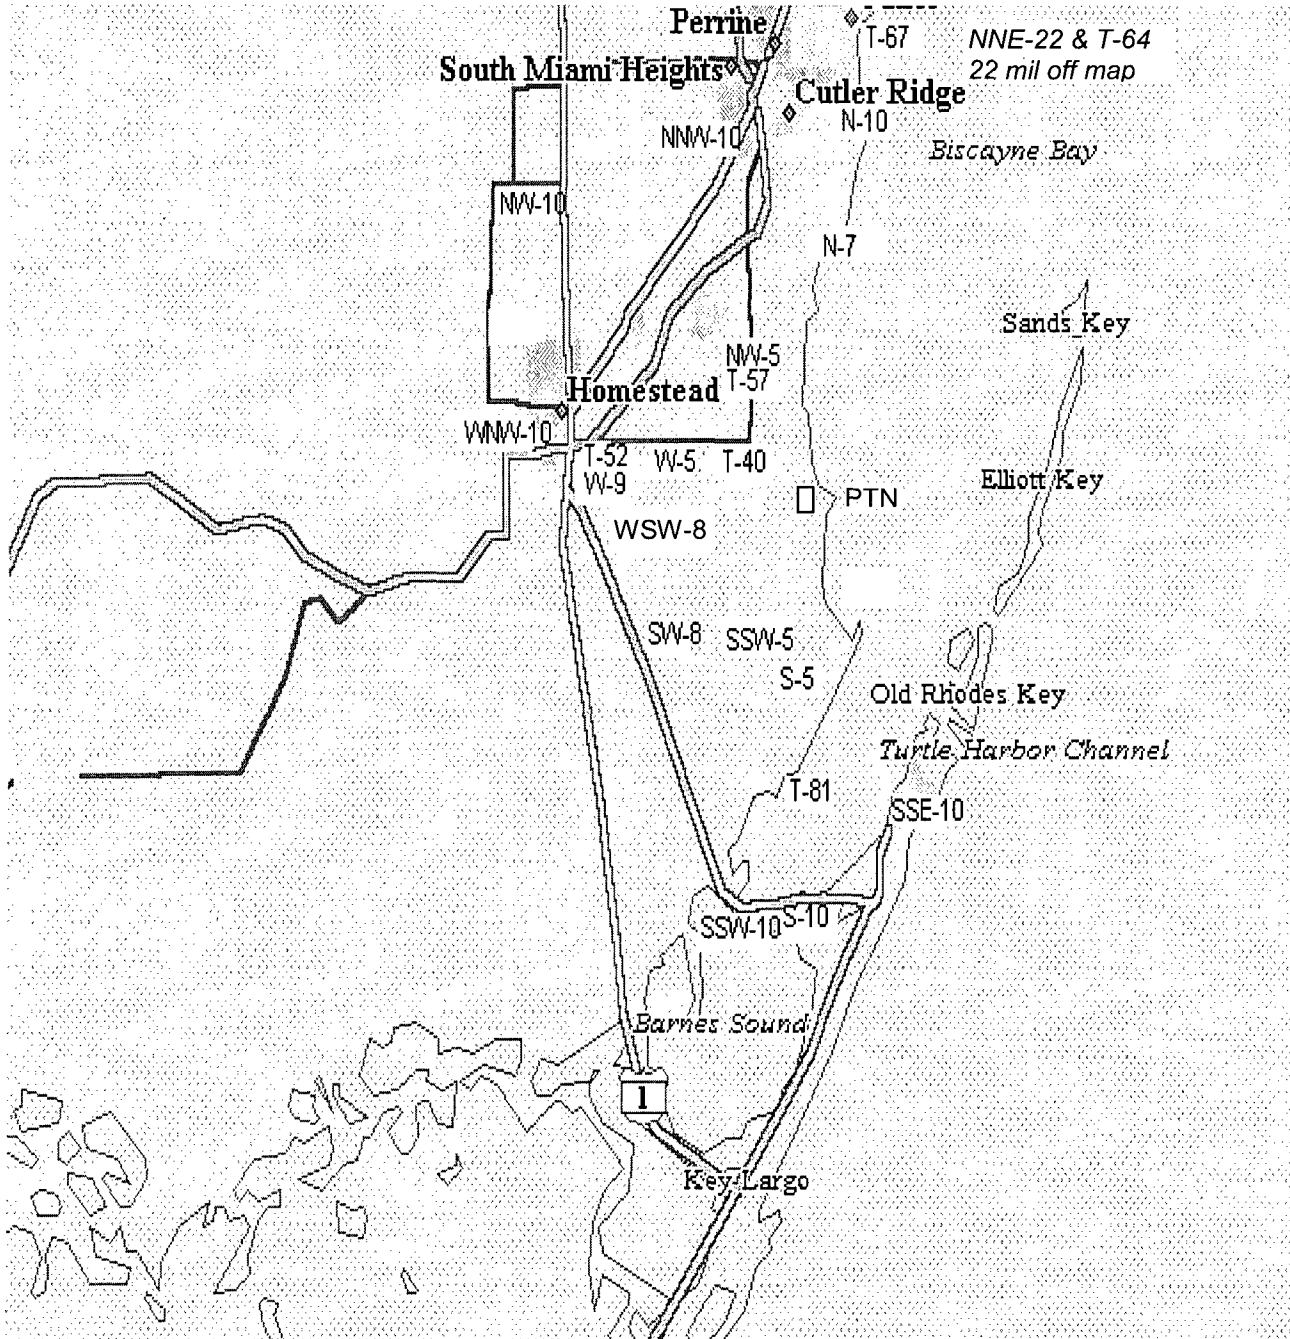 Perrine
T-67
NNE-22 & T-64
22 mil off map
South Miami Heights
Cutler Ridge
N-10
NNW-10
Biscayne Bay
NW-10
N-7
Sands Key
NW-5
T-57
Homestead
WNW-10
T-52
W-5
T-40
W-9
Elliott Key
PTN
WSW-8
SW-8
SSW-5
S-5
Old Rhodes Key
Turtle Harbor Channel
T-81
SSE-10
SSW-10
S-10
Barnes Sound
1
Key Largo